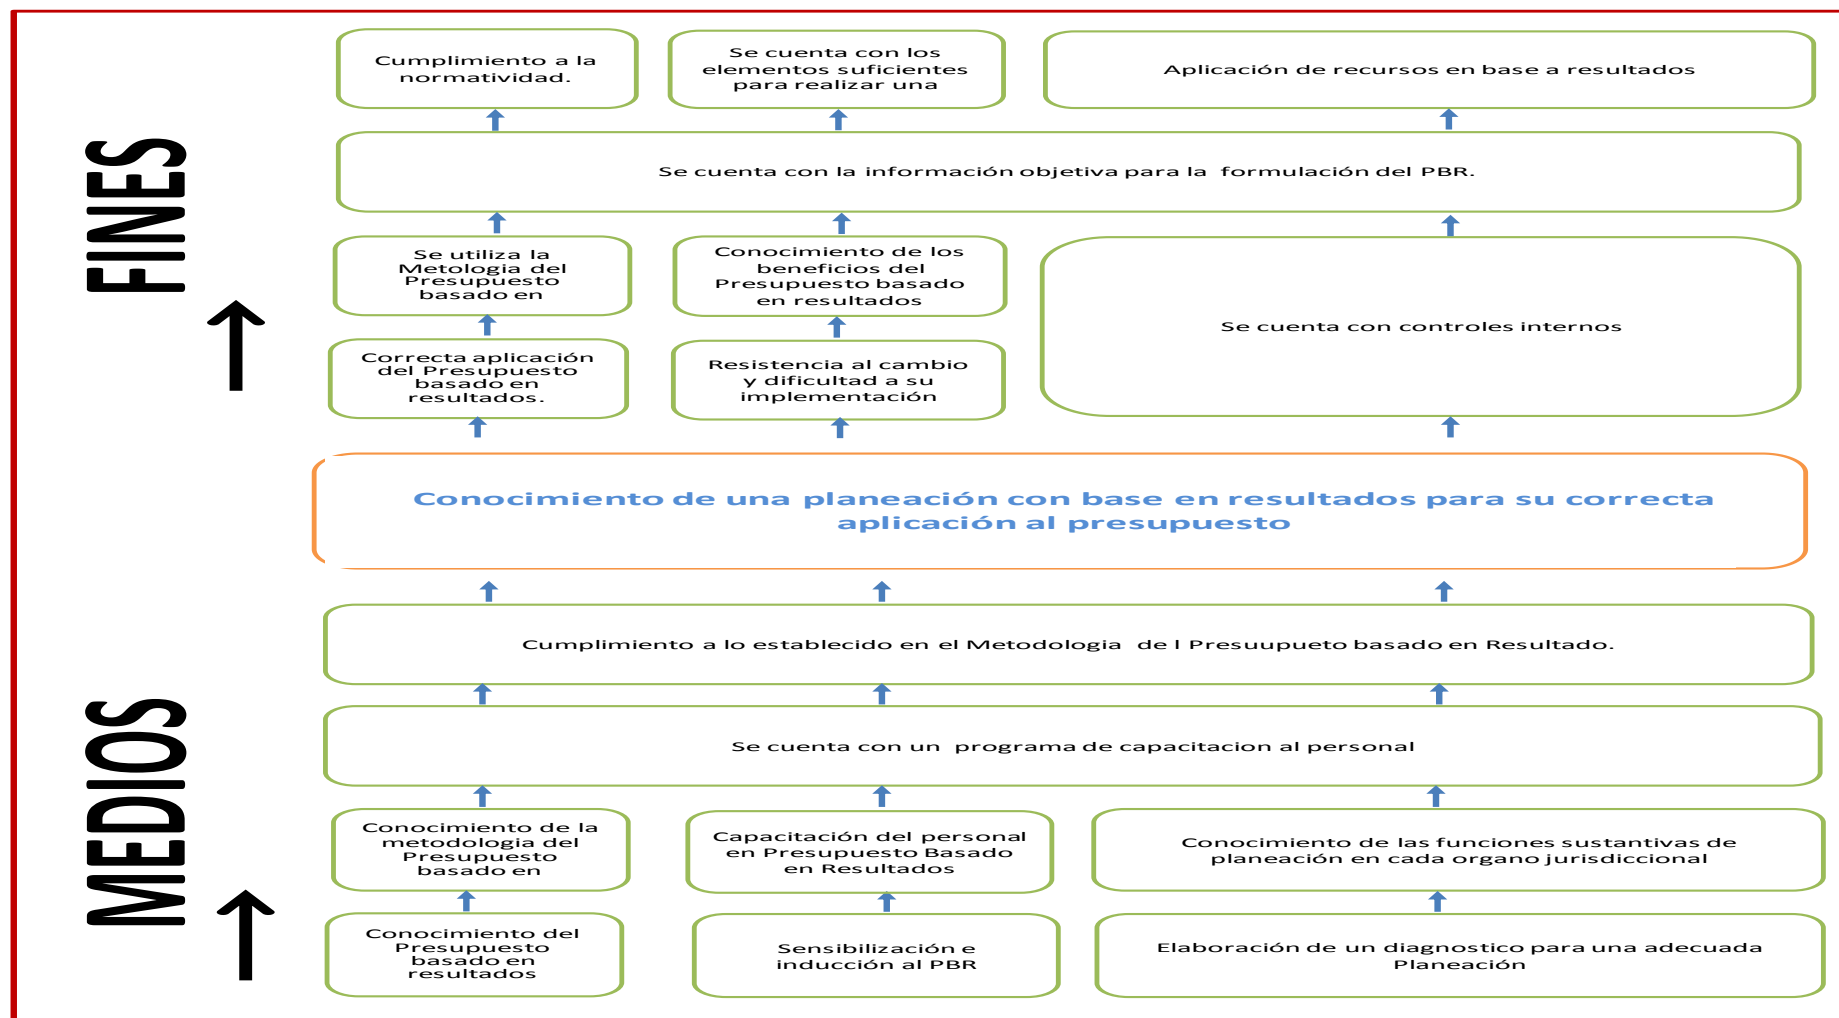 FINES
Cumplimiento a la
normatividad.
Se cuenta con los
elementos suficientes
para realizar una
Aplicación de recursos en base a resultados
Se cuenta con la información objetiva para la formulación del PBR.
Se utiliza la
Metologia del
Presupuesto
basado en
Conocimiento de los
beneficios del
Presupuesto basado
en resultados
Se cuenta con controles internos
Correcta aplicación
del Presupuesto
basado en
resultados.
Resistencia al cambio
y dificultad a su
implementación
Conocimiento de una planeación con base en resultados para su correcta
aplicación al presupuesto
MEDIOS
Cumplimiento a lo establecido en el Metodologia de l Presuupueto basado en Resultado.
Se cuenta con un programa de capacitacion al personal
Conocimiento de la
metodologia del
Presupuesto
basado en
Capacitación del personal
en Presupuesto Basado
en Resultados
Conocimiento de las funciones sustantivas de
planeación en cada organo jurisdiccional
Conocimiento del
Presupuesto
basado en
resultados
Sensibilización e
inducción al PBR
Elaboración de un diagnostico para una adecuada
Planeación